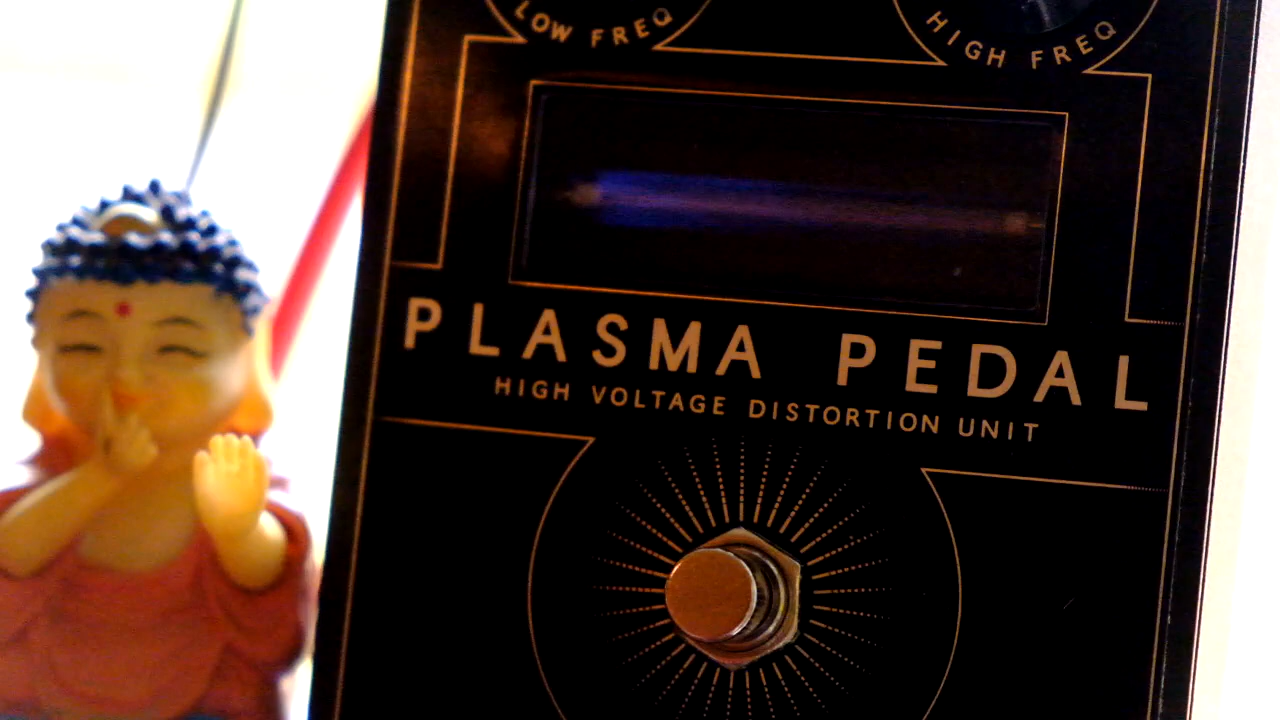 LOW FREQ
HIGH FREQ
PLASMA PEDAL
HIGH VOLTAGE DISTORTION UNIT